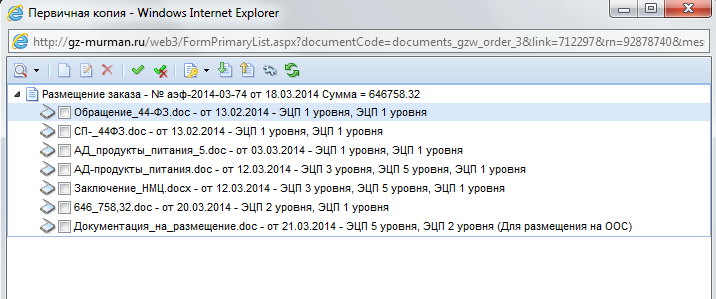 Первичная копия - Windows Internet Explorer
http://gz-murman.ru/web3/FormPrimaryList.aspx?documentCode=documents_gzw_order_3&link=712297&rn=92878740&mes
Размещение заказа - № аэф-2014-03-74 от 18.03.2014 Сумма = 646758.32
Обращение_44-ФЗ.doc - от 13.02.2014 - ЭЦП 1 уровня, ЭЦП 1 уровня
СП-_44ФЗ.doc - от 13.02.2014 - ЭЦП 1 уровня, ЭЦП 1 уровня
АД_продукты_питания_5.doc - от 03.03.2014 - ЭЦП 1 уровня, ЭЦП 1 уровня
АД-продукты_питания.doc - от 12.03.2014 - ЭЦП 3 уровня, ЭЦП 5 уровня, ЭЦП 1 уровня
Заключение_НМЦ.docx - от 12.03.2014 - ЭЦП 3 уровня, ЭЦП 5 уровня, ЭЦП 1 уровня
646_758,32.doc - от 20.03.2014 - ЭЦП 2 уровня, ЭЦП 1 уровня
Документация_на_размещение.doc - от 21.03.2014 - ЭЦП 5 уровня, ЭЦП 2 уровня (Для размещения на ООС)